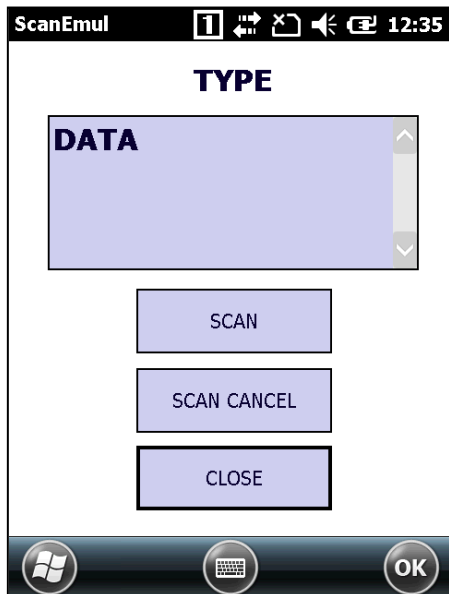 ScanEmul 1 12:35
TYPE
DATA
SCAN
SCAN CANCEL
CLOSE
OK